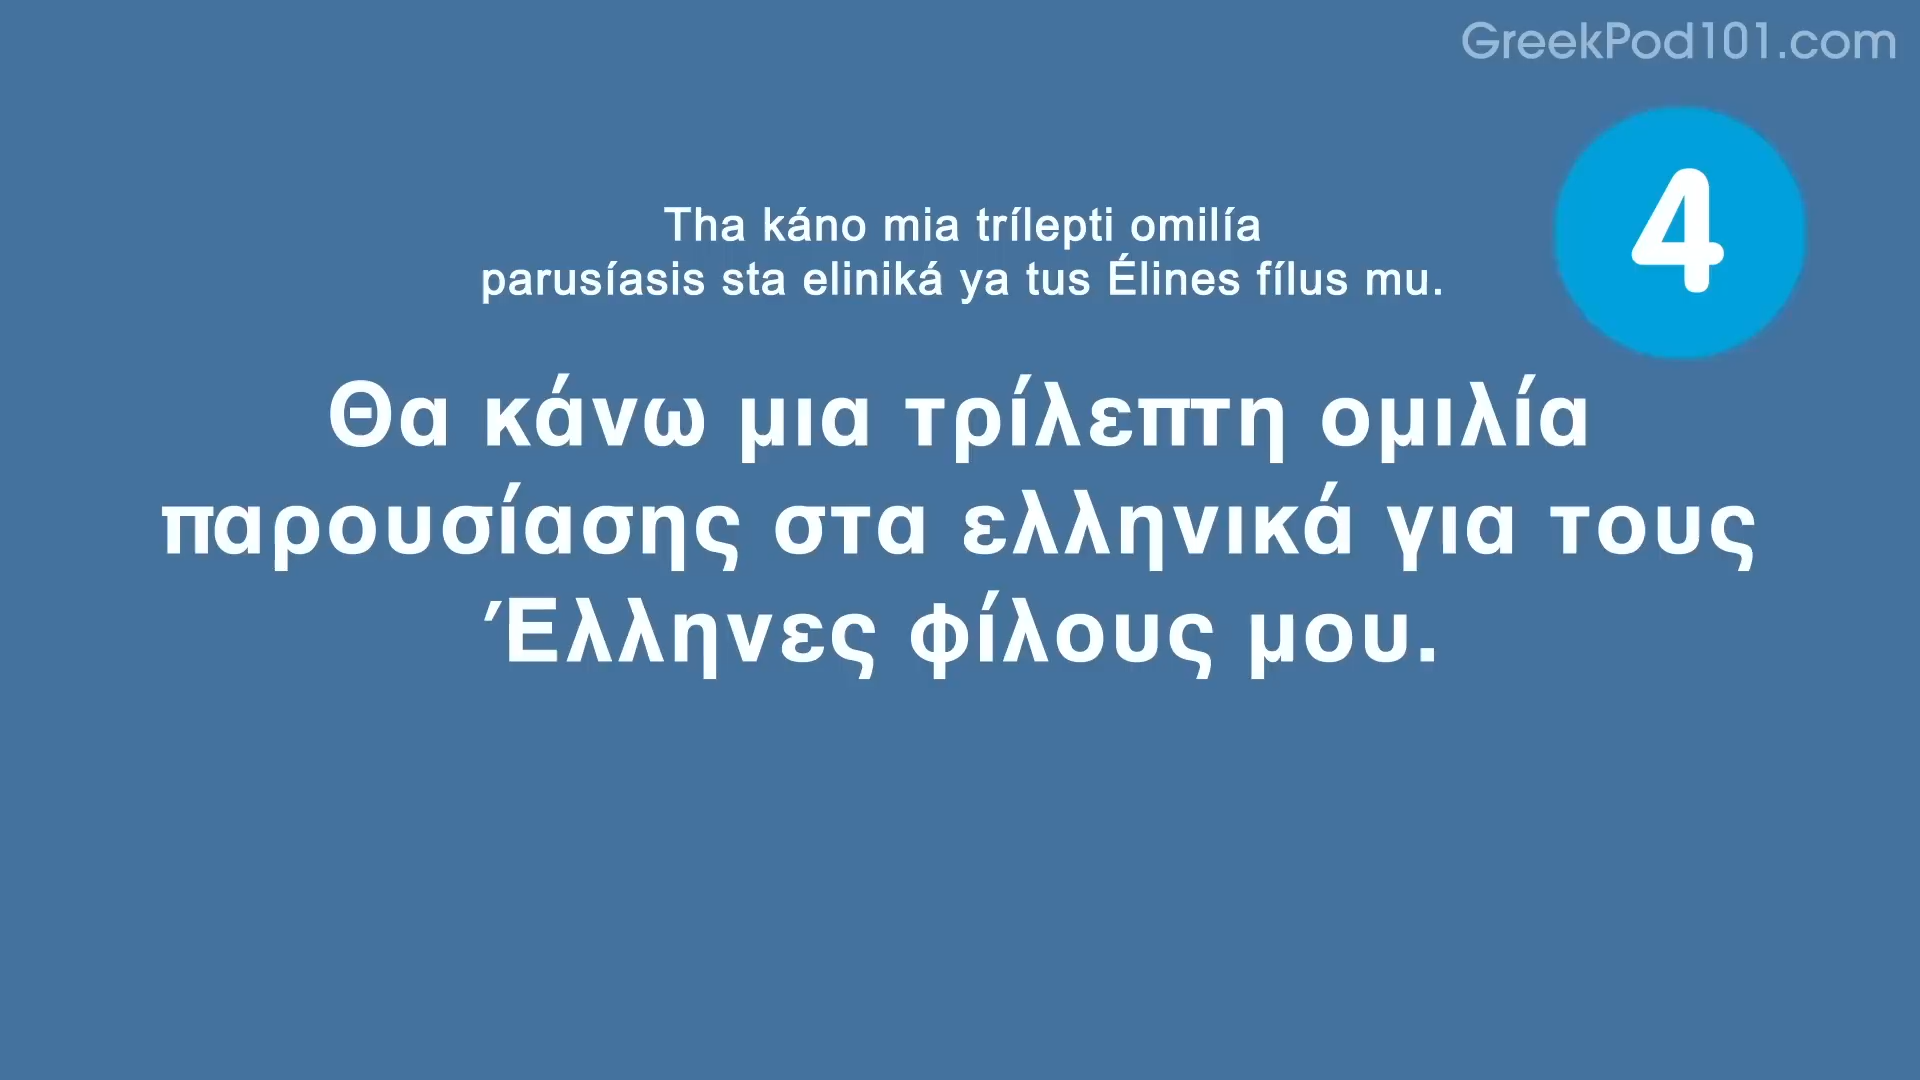 GreekPod101.com
4
Tha káno mia trílepti omilía
parusíasis sta eliniká ya tus Élines fílus mu.
Θα κάνω μια τρίλεπτη ομιλία
παρουσίασης στα ελληνικά για τους
Έλληνες φίλους μου.